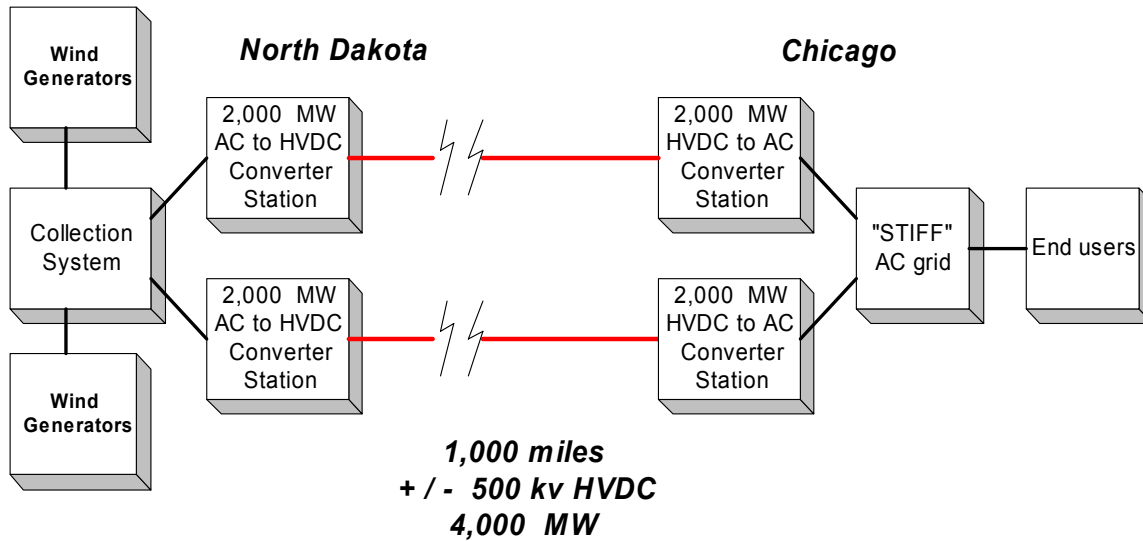 Wind
Generators
North Dakota
Chicago
2,000 MW
AC to HVDC
Converter
Station
2,000 MW
HVDC to AC
Converter
Station
Collection
System
"STIFF"
AC grid
End users
2,000 MW
AC to HVDC
Converter
Station
2,000 MW
HVDC to AC
Converter
Station
Wind
Generators
1,000 miles
+ / - 500 kv HVDC
4,000 MW